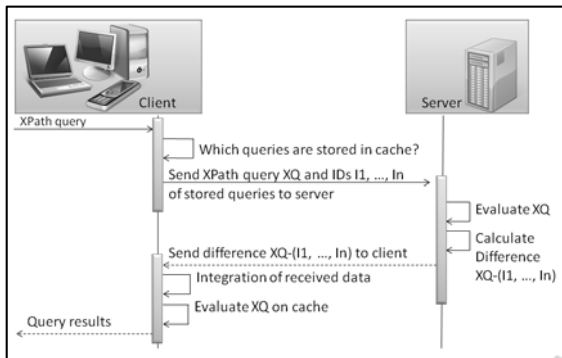 Client
Server
XPath query
Which queries are stored in cache?
Send XPath query XQ and IDs I1, ..., In
of stored queries to server
Evaluate XQ
Calculate
Difference
XQ-(I1, ..., In)
Send difference XQ-(I1, ..., In) to client
Integration of received data
Evaluate XQ on cache
Query results